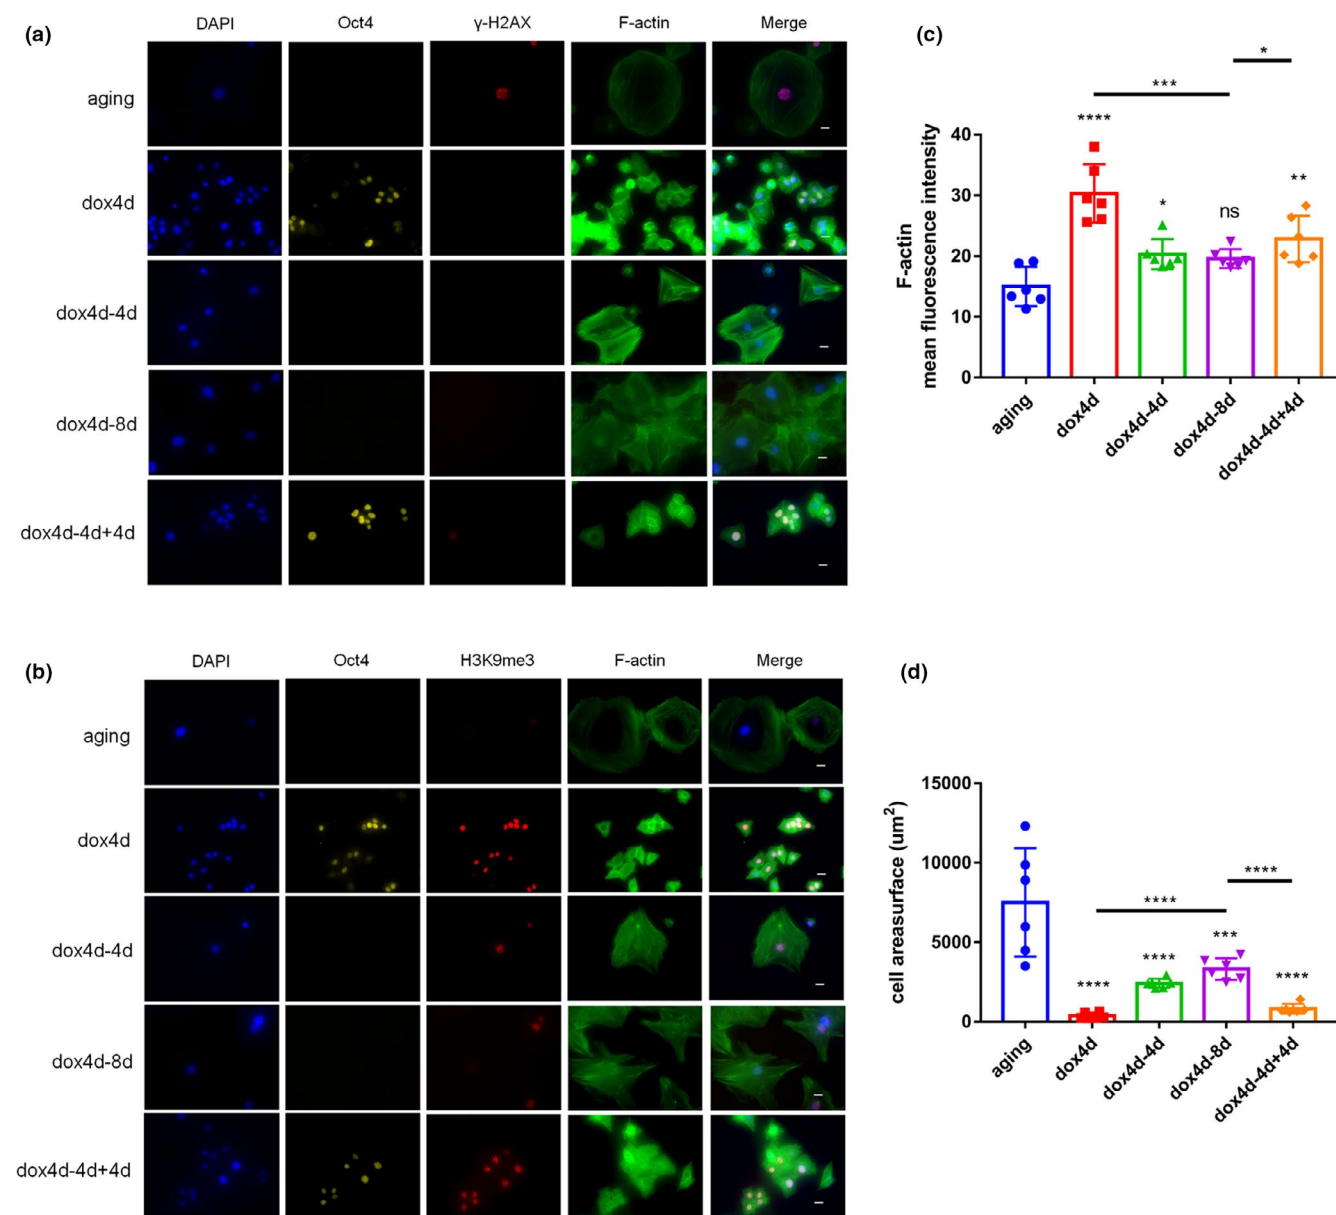 (a)
DAPI Oct4 γ-H2AX F-actin Merge
aging
dox4d
dox4d-4d
dox4d-8d
dox4d-4d+4d
(b)
DAPI Oct4 H3K9me3 F-actin Merge
aging
dox4d
dox4d-4d
dox4d-8d
dox4d-4d+4d
(c)
*
***
****
*
ns
**
F-actin
mean fluorescence intensity
40
30
20
10
0
aging dox4d dox4d-4d dox4d-8d dox4d-4d+4d
(d)
cell areasurface (um²)
15000
10000
5000
0
****
****
****
****
***
****
aging dox4d dox4d-4d dox4d-8d dox4d-4d+4d